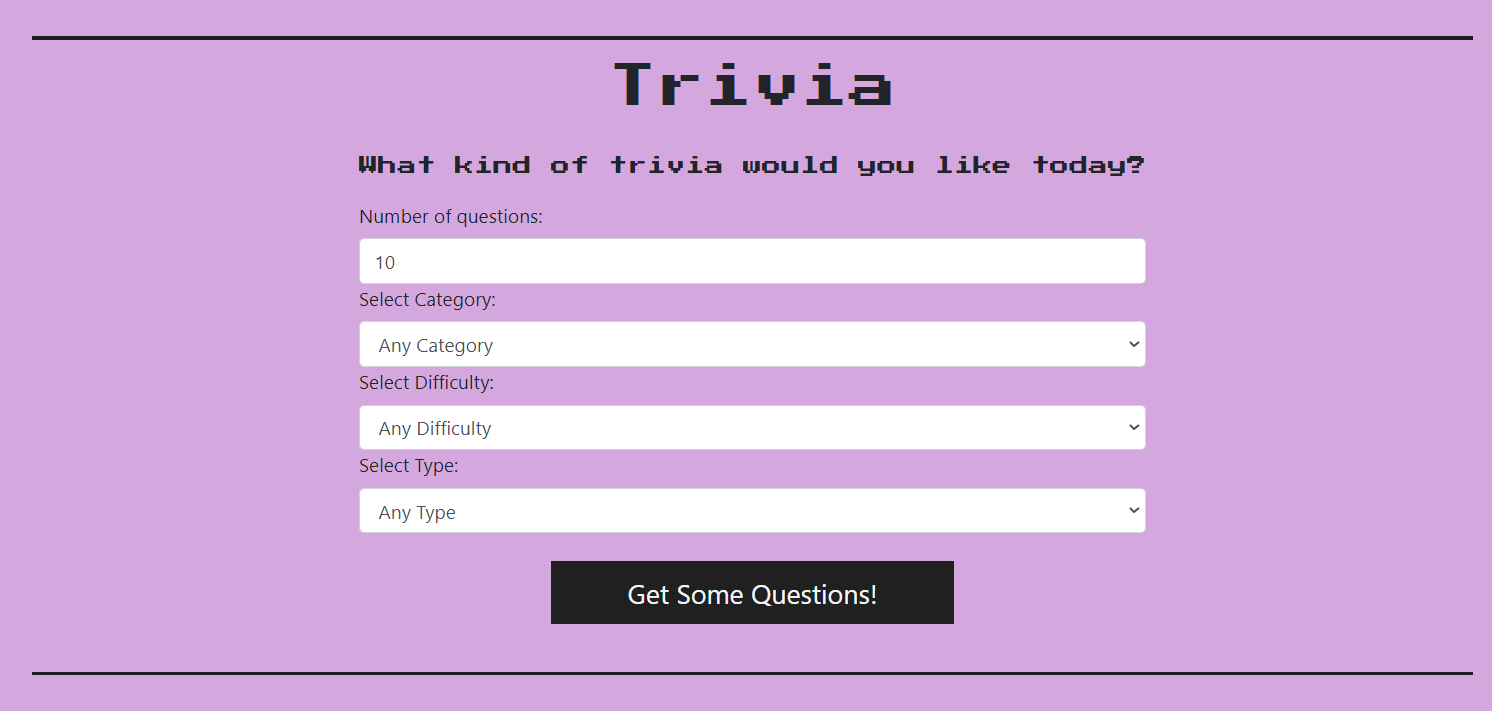 Trivia
What kind of trivia would you like today?
Number of questions:
10
Select Category:
Any Category
Select Difficulty:
Any Difficulty
Select Type:
Any Type
Get Some Questions!